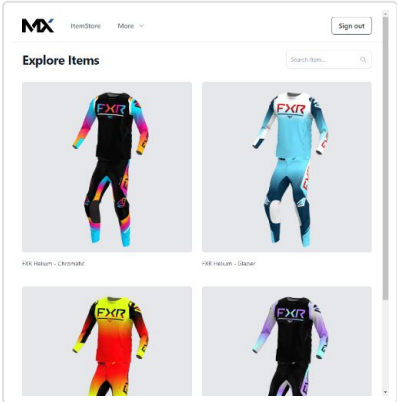 MX ItemStore More Sign out
Explore Items Search Item...
FXR FXR
FXR Helium - Chromatic FXR Helium - Glacier
FXR FXR